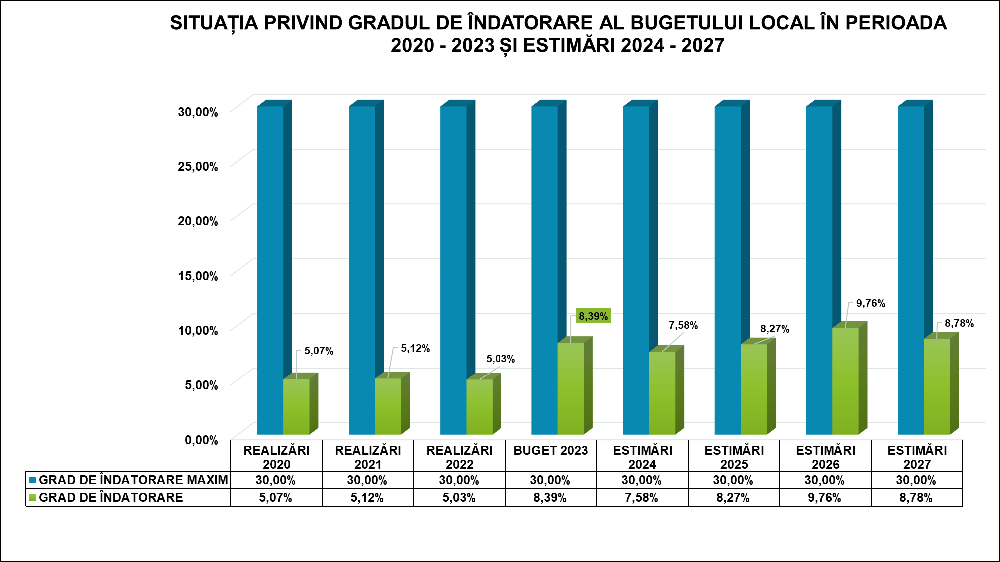 SITUAȚIA PRIVIND GRADUL DE ÎNDATORARE AL BUGETULUI LOCAL ÎN PERIOADA
2020 - 2023 ȘI ESTIMĂRI 2024 - 2027
30,00%
25,00%
20,00%
15,00%
10,00%
5,00%
0,00%
5,07%
5,12%
5,03%
8,39%
7,58%
8,27%
9,76%
8,78%
REALIZĂRI 2020
REALIZĂRI 2021
REALIZĂRI 2022
BUGET 2023
ESTIMĂRI 2024
ESTIMĂRI 2025
ESTIMĂRI 2026
ESTIMĂRI 2027
GRAD DE ÎNDATORARE MAXIM 30,00% 30,00% 30,00% 30,00% 30,00% 30,00% 30,00% 30,00%
GRAD DE ÎNDATORARE 5,07% 5,12% 5,03% 8,39% 7,58% 8,27% 9,76% 8,78%